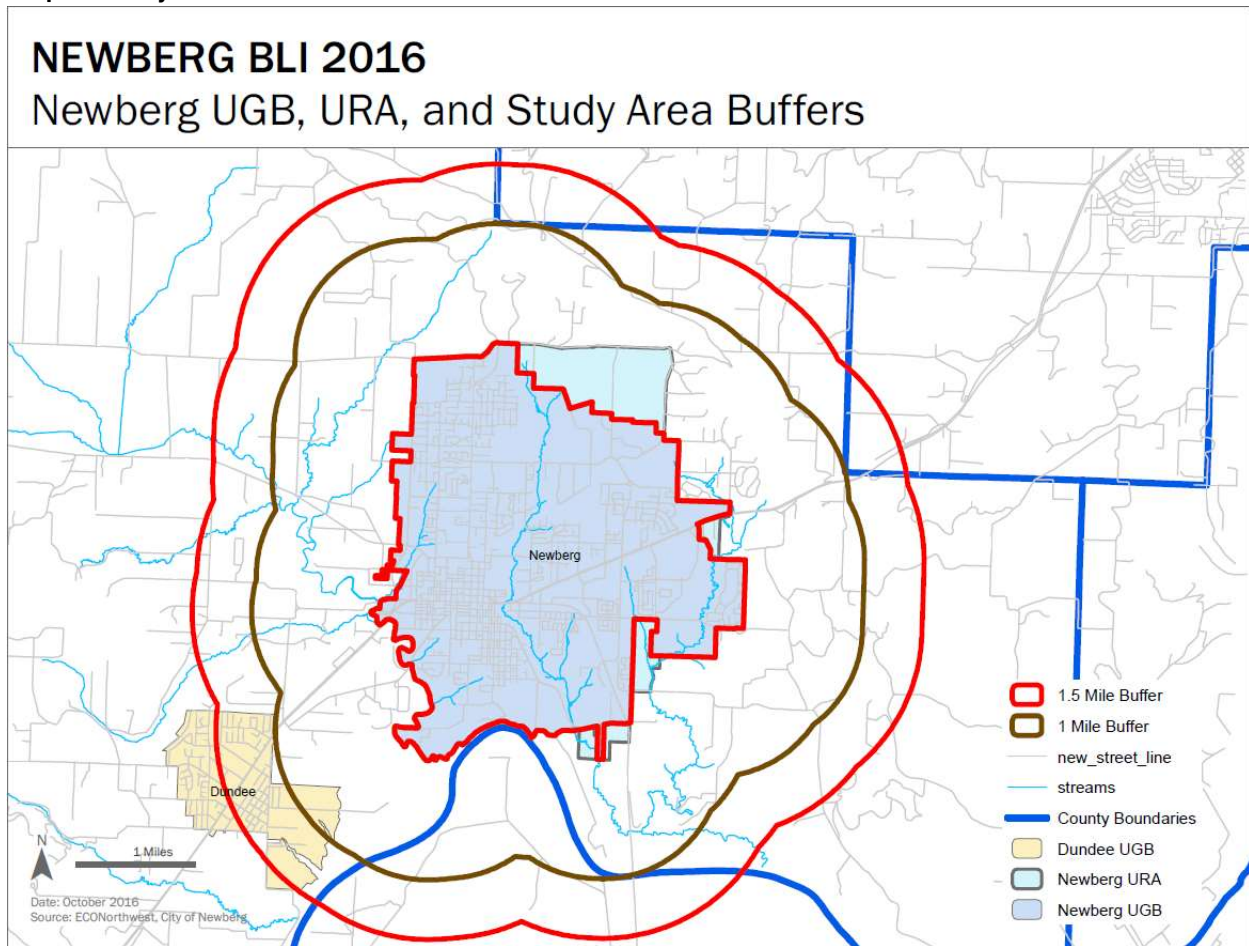 NEWBERG BLI 2016
Newberg UGB, URA, and Study Area Buffers
Newberg
Dundee
1.5 Mile Buffer
1 Mile Buffer
new_street_line
streams
County Boundaries
Dundee UGB
Newberg URA
Newberg UGB
N
1 Miles
Date: October 2016
Source: ECONorthwest, City of Newberg